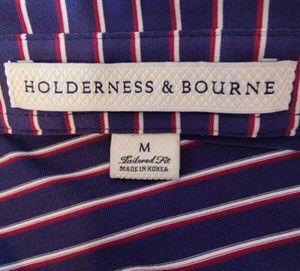 HOLDERNESS & BOURNE
M
Tailored Fit
MADE IN KOREA